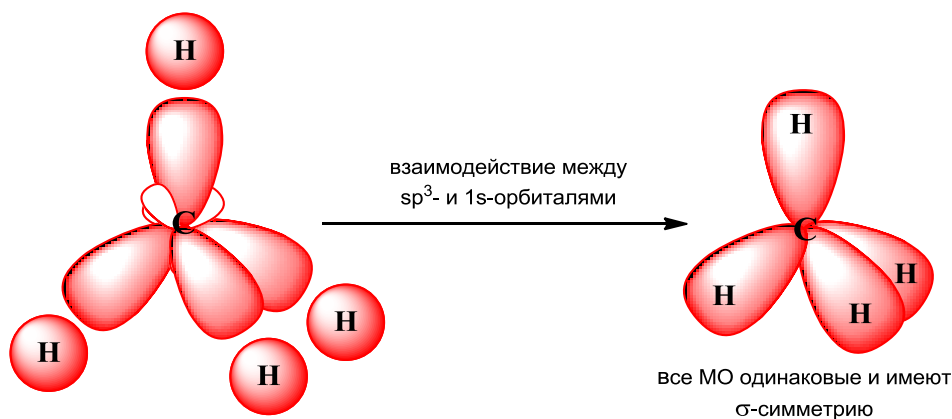 H
C
H
H
H
взаимодействие между
sp³- и 1s-орбиталями
H
C
H
H
H
все МО одинаковые и имеют
σ-симметрию